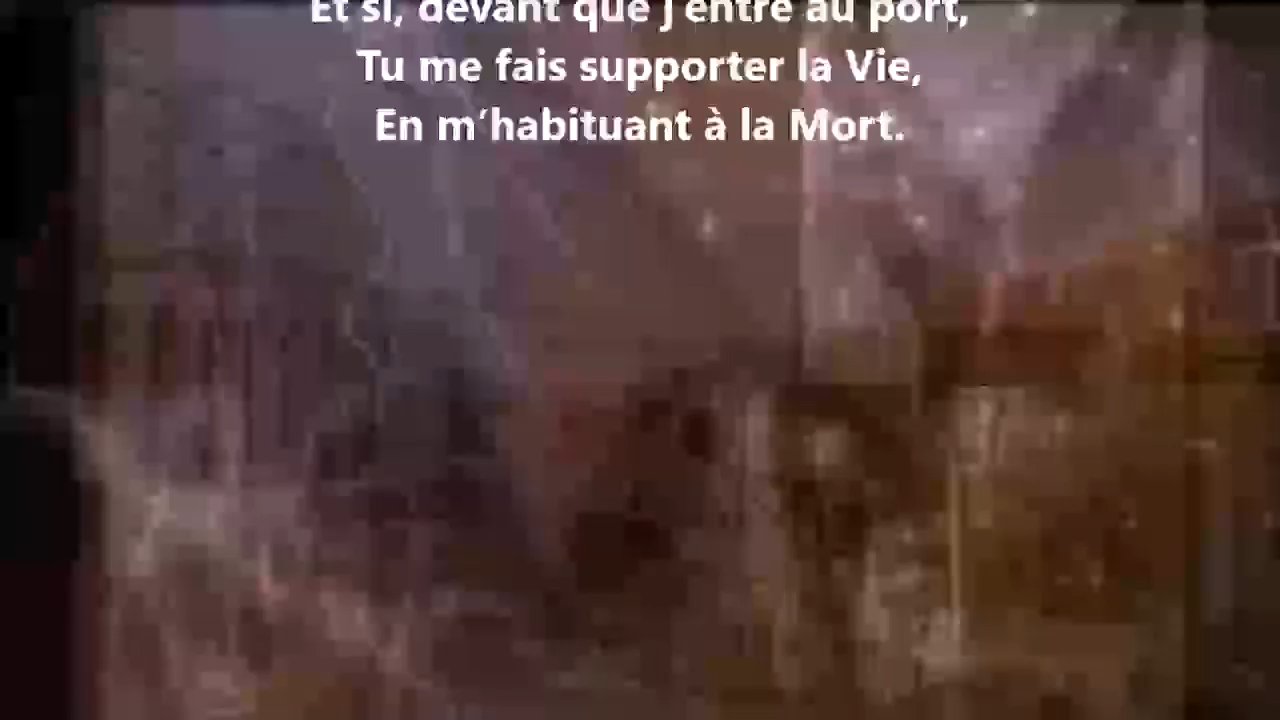 Et si, devant que j'entre au port,
Tu me fais supporter la Vie,
En m'habituant à la Mort.